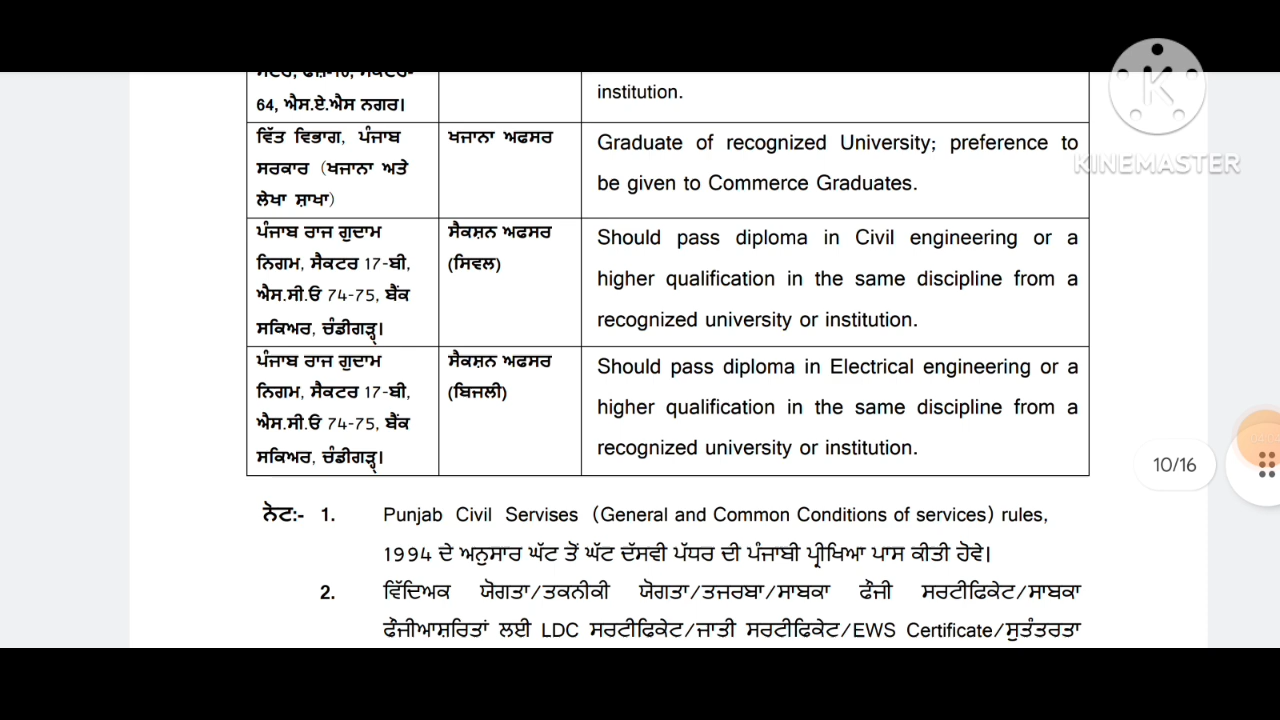 64, ਐਸ.ਏ.ਐਸ ਨਗਰ।
institution.
ਵਿੱਤ ਵਿਭਾਗ, ਪੰਜਾਬ
ਸਰਕਾਰ (ਖਜਾਨਾ ਅਤੇ
ਲੇਖਾ ਸ਼ਾਖਾ)
ਖਜਾਨਾ ਅਫਸਰ
Graduate of recognized University; preference to
be given to Commerce Graduates.
ਪੰਜਾਬ ਰਾਜ ਗੁਦਾਮ
ਨਿਗਮ, ਸੈਕਟਰ 17-ਬੀ,
ਐਸ.ਸੀ.ਓ 74-75, ਬੈਂਕ
ਸਕਿਅਰ, ਚੰਡੀਗੜ੍ਹ।
ਸੈਕਸ਼ਨ ਅਫਸਰ
(ਸਿਵਲ)
Should pass diploma in Civil engineering or a
higher qualification in the same discipline from a
recognized university or institution.
ਪੰਜਾਬ ਰਾਜ ਗੁਦਾਮ
ਨਿਗਮ, ਸੈਕਟਰ 17-ਬੀ,
ਐਸ.ਸੀ.ਓ 74-75, ਬੈਂਕ
ਸਕਿਅਰ, ਚੰਡੀਗੜ੍ਹ।
ਸੈਕਸ਼ਨ ਅਫਸਰ
(ਬਿਜਲੀ)
Should pass diploma in Electrical engineering or a
higher qualification in the same discipline from a
recognized university or institution.
ਨੋਟ:- 1. Punjab Civil Servises (General and Common Conditions of services) rules,
1994 ਦੇ ਅਨੁਸਾਰ ਘੱਟ ਤੋਂ ਘੱਟ ਦੱਸਵੀ ਪੱਧਰ ਦੀ ਪੰਜਾਬੀ ਪ੍ਰੀਖਿਆ ਪਾਸ ਕੀਤੀ ਹੋਵੇ।
2. ਵਿੱਦਿਅਕ ਯੋਗਤਾ/ਤਕਨੀਕੀ ਯੋਗਤਾ/ਤਜਰਬਾ/ਸਾਬਕਾ ਫੌਜੀ ਸਰਟੀਫਿਕੇਟ/ਸਾਬਕਾ
ਫੌਜੀਆਸ਼ਰਿਤਾਂ ਲਈ LDC ਸਰਟੀਫਿਕੇਟ/ਜਾਤੀ ਸਰਟੀਫਿਕੇਟ/EWS Certificate/ਸੁਤੰਤਰਤਾ
10/16
K
KINEMASTER